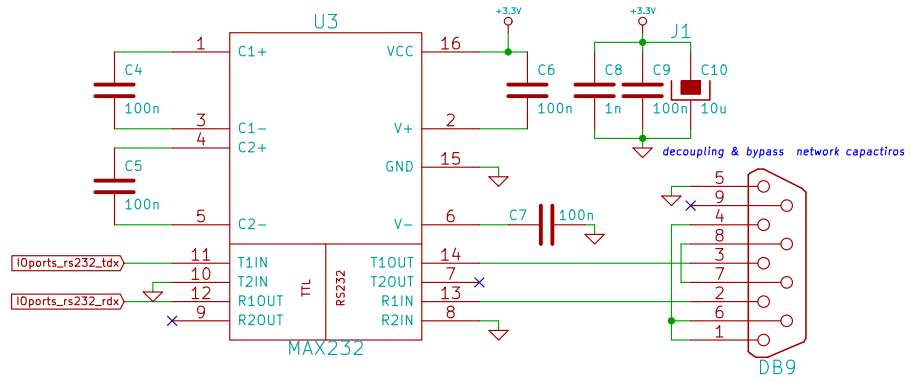 U3
+3.3V
+3.3V
J1
1 C1+ VCC 16
C4
100n
C6
100n
C8
1n
C9
100n
C10
10u
3 C1- V+ 2
4 C2+
GND 15
decoupling & bypass network capactiros
C5
100n
5 C2- V- 6
C7 100n
IOports_rs232_tdx 11 T1IN T1OUT 14
10 T2IN T2OUT 7
IOports_rs232_rdx 12 R1OUT R1IN 13
9 R2OUT R2IN 8
TTL
RS232
MAX232
5
9
4
8
3
7
2
6
1
DB9